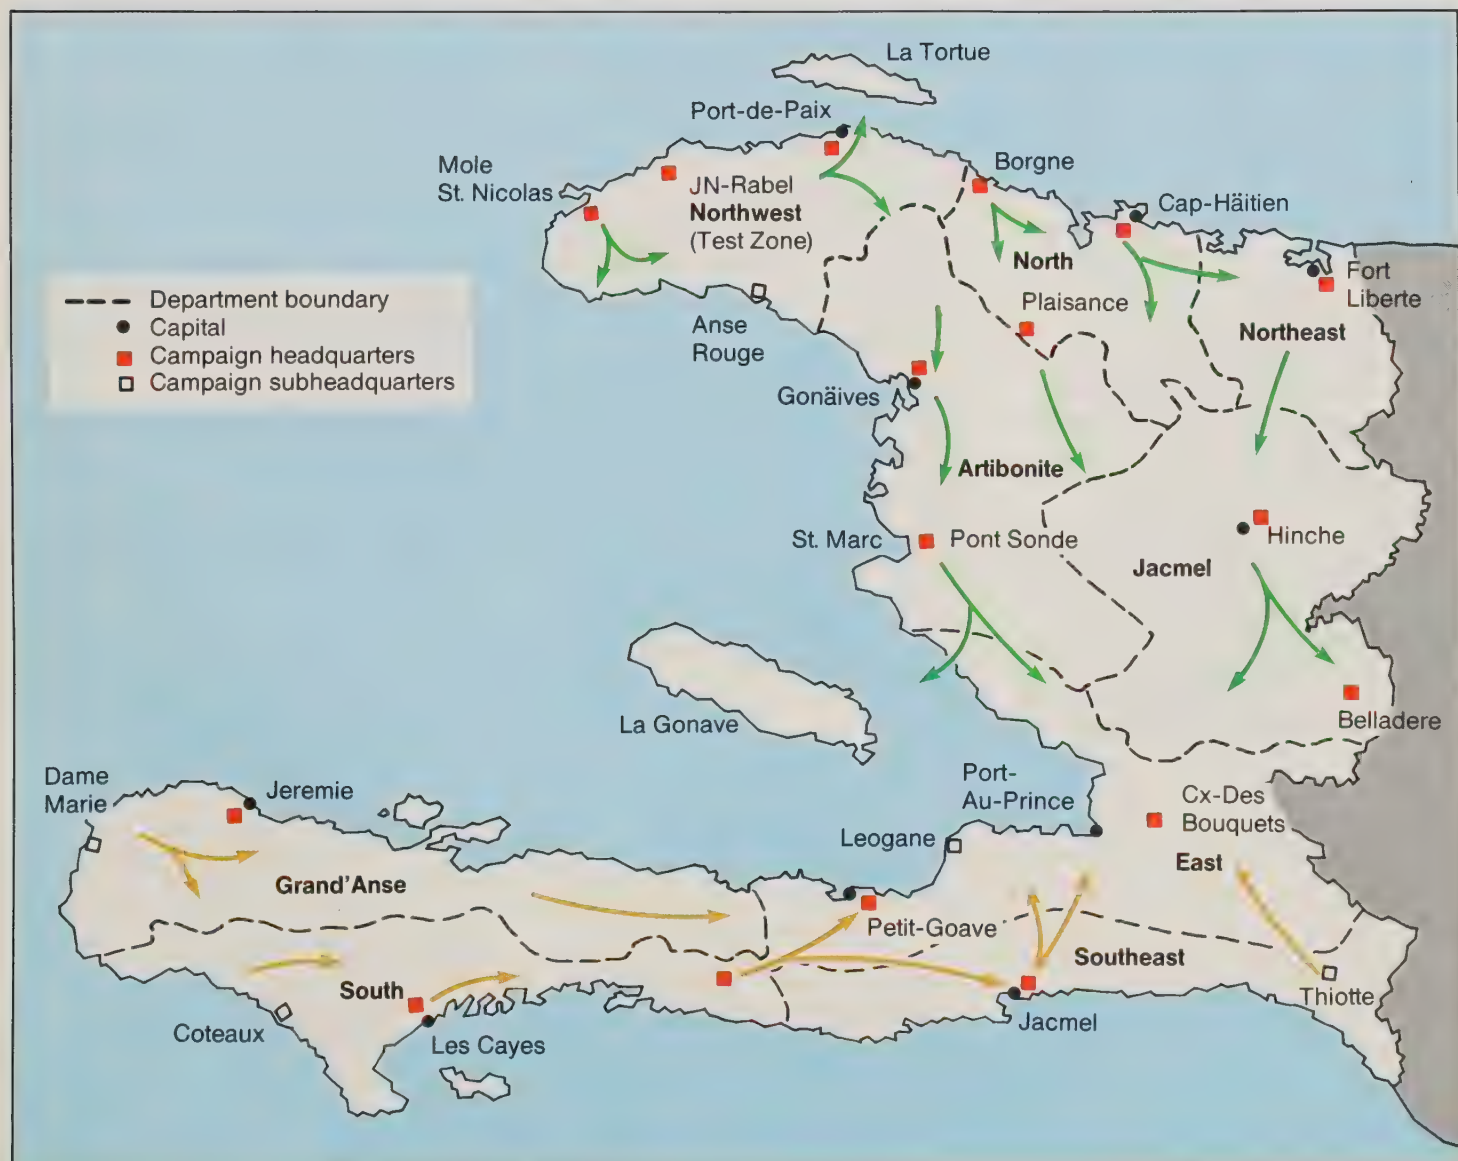 La Tortue
Port-de-Paix
Mole
St. Nicolas
JN-Rabel
Northwest
(Test Zone)
Borgne
Cap-Häitien
North
Fort
Liberte
Plaisance
Northeast
Department boundary
Capital
Campaign headquarters
Campaign subheadquarters
Anse
Rouge
Gonäives
Artibonite
St. Marc
Pont Sonde
Hinche
Jacmel
La Gonave
Belladere
Dame
Marie
Jeremie
Port-
Au-Prince
Cx-Des
Bouquets
Leogane
East
Grand'Anse
Petit-Goave
Southeast
South
Thiotte
Coteaux
Les Cayes
Jacmel